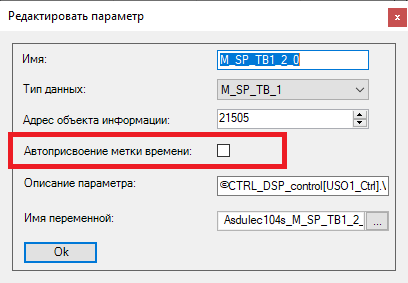 Редактировать параметр
Имя: M_SP_TB1_2_0
Тип данных: M_SP_TB_1
Адрес объекта информации: 21505
Автоприсвоение метки времени:
Описание параметра: ©CTRL_DSP_control[USO1_Ctrl].\
Имя переменной: Asdulec104s_M_SP_TB1_2_ ...
Ok